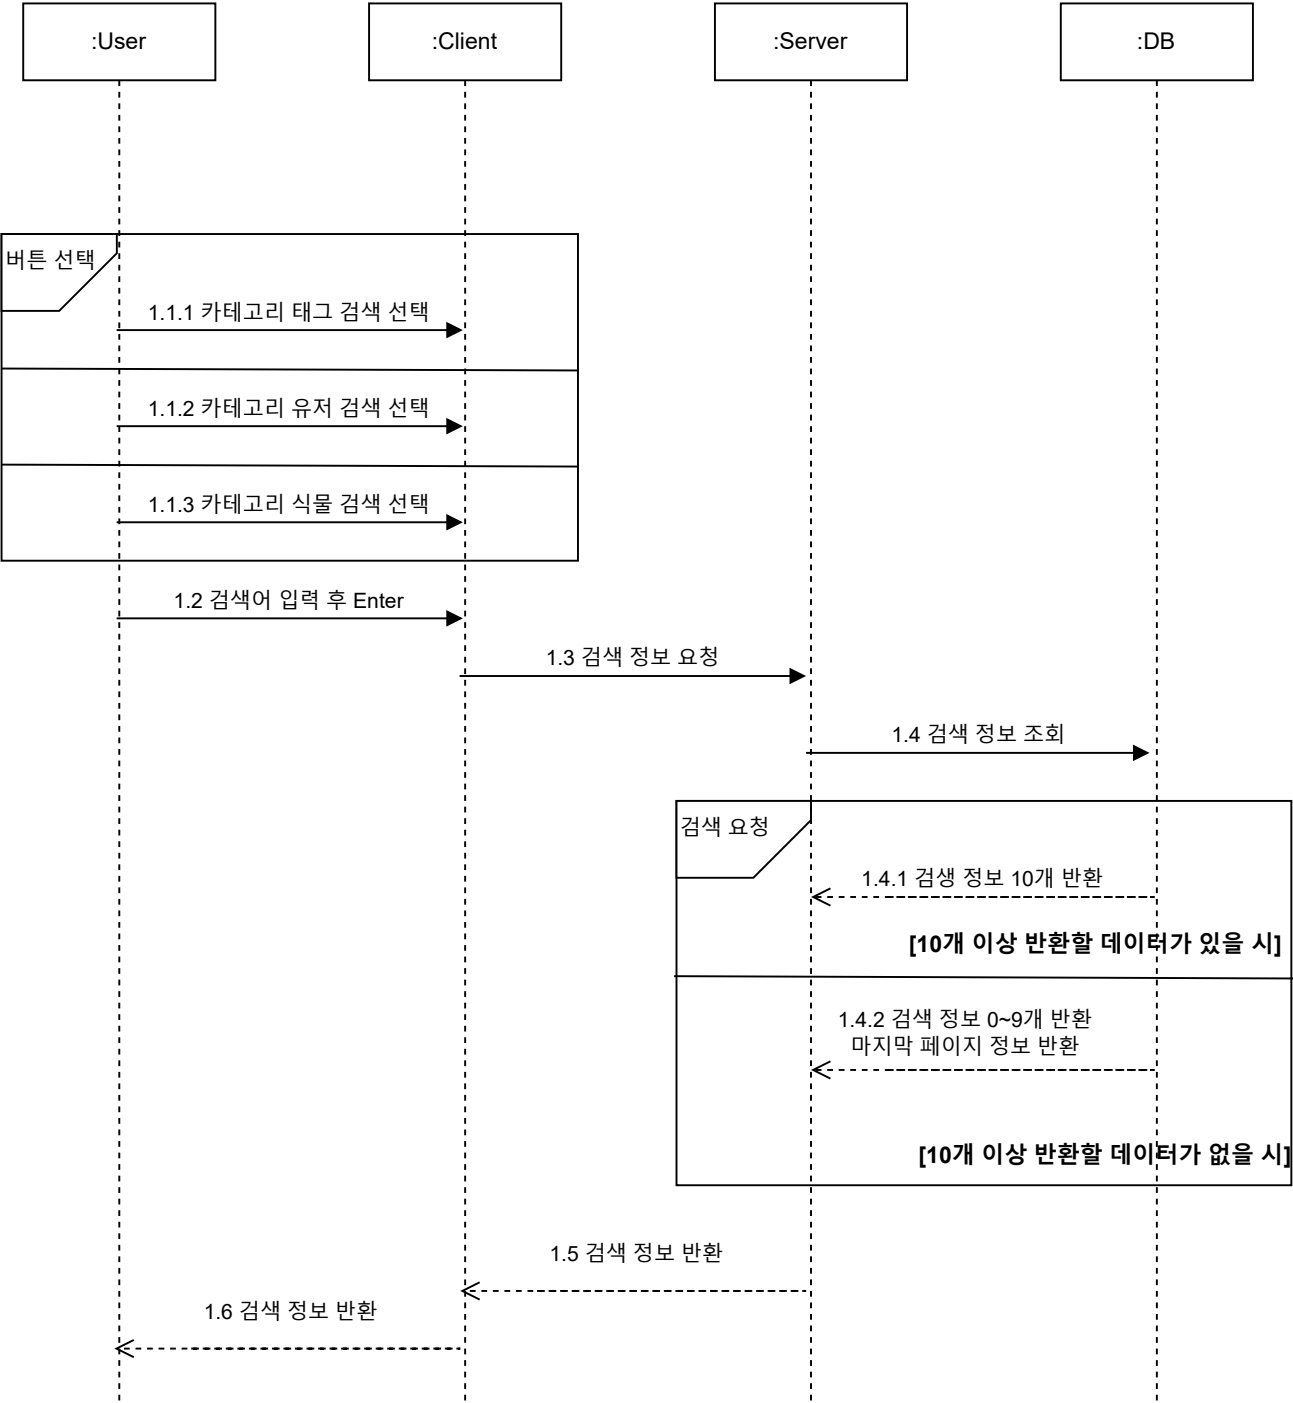 :User
:Client
:Server
:DB
버튼 선택
1.1.1 카테고리 태그 검색 선택
1.1.2 카테고리 유저 검색 선택
1.1.3 카테고리 식물 검색 선택
1.2 검색어 입력 후 Enter
1.3 검색 정보 요청
1.4 검색 정보 조회
검색 요청
1.4.1 검생 정보 10개 반환
[10개 이상 반환할 데이터가 있을 시]
1.4.2 검색 정보 0~9개 반환
마지막 페이지 정보 반환
[10개 이상 반환할 데이터가 없을 시]
1.5 검색 정보 반환
1.6 검색 정보 반환